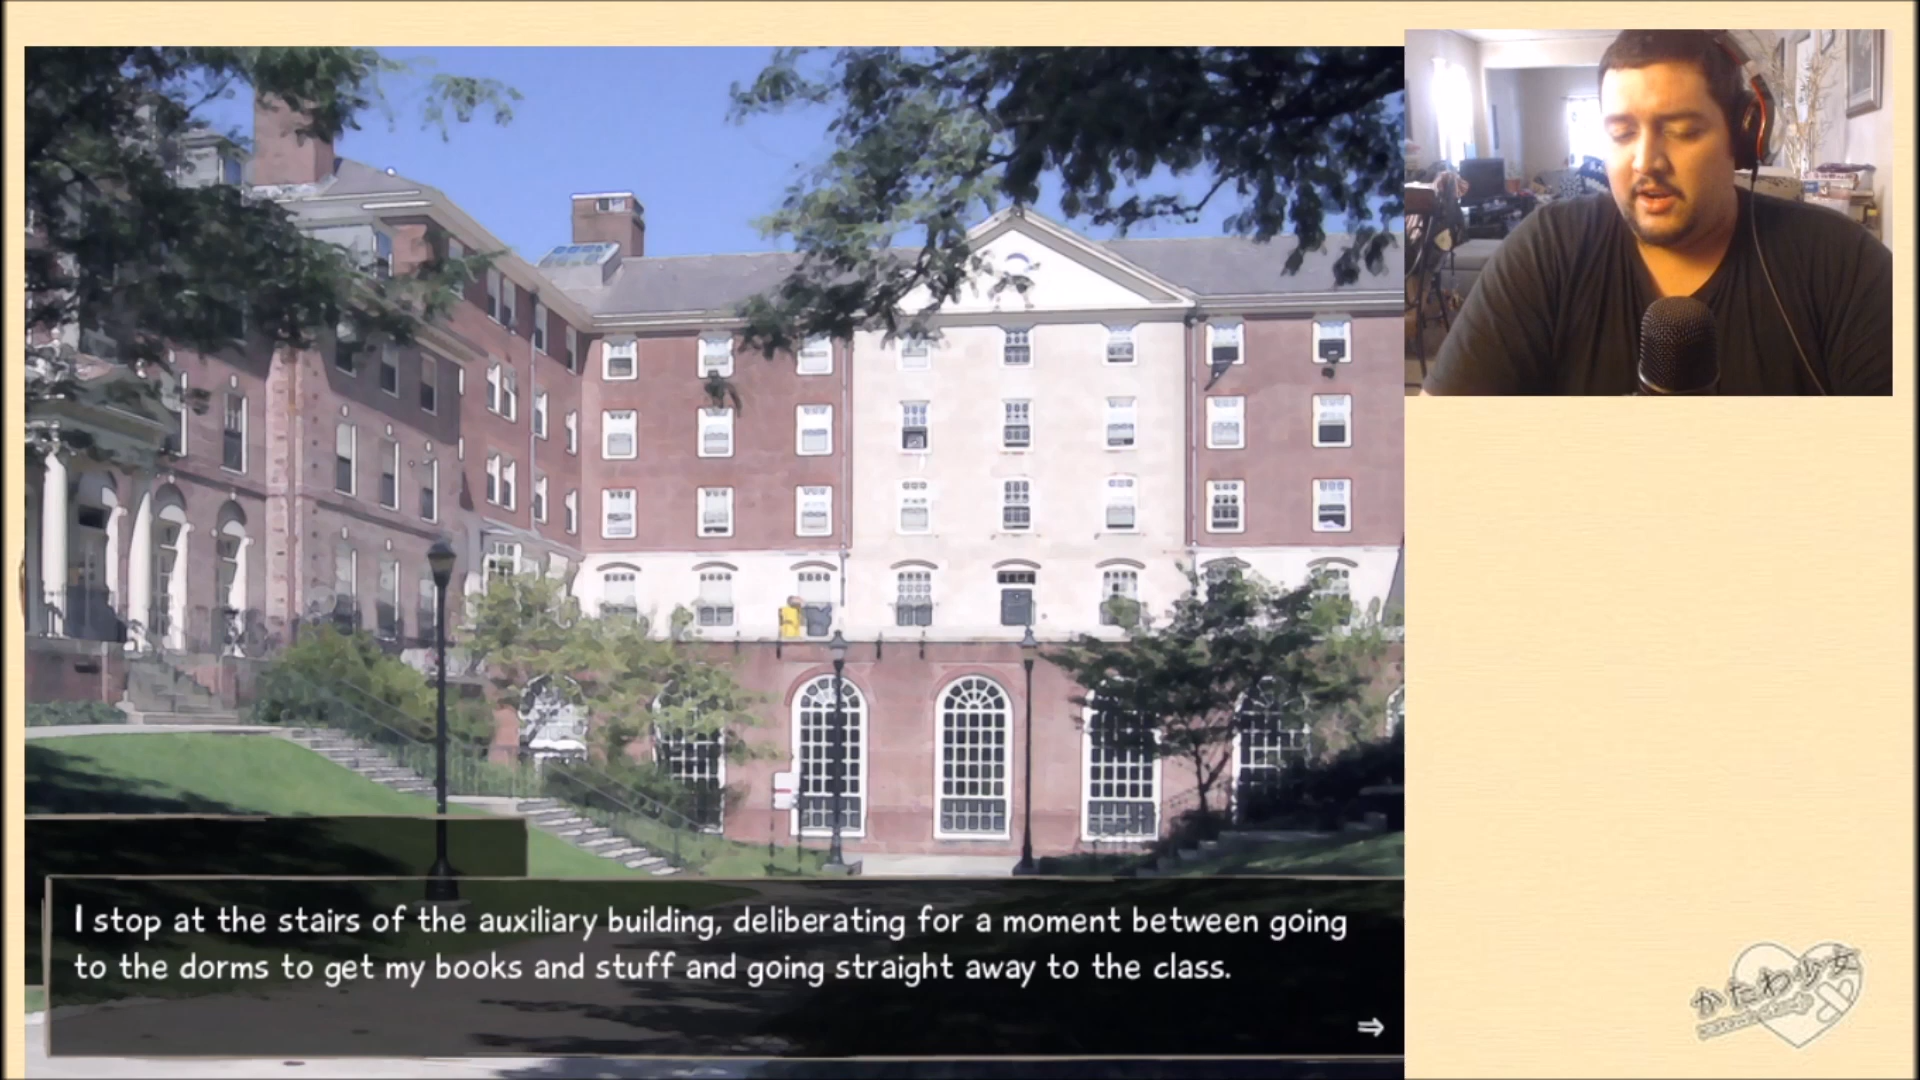 I stop at the stairs of the auxiliary building, deliberating for a moment between going
to the dorms to get my books and stuff and going straight away to the class.
かたわ少女